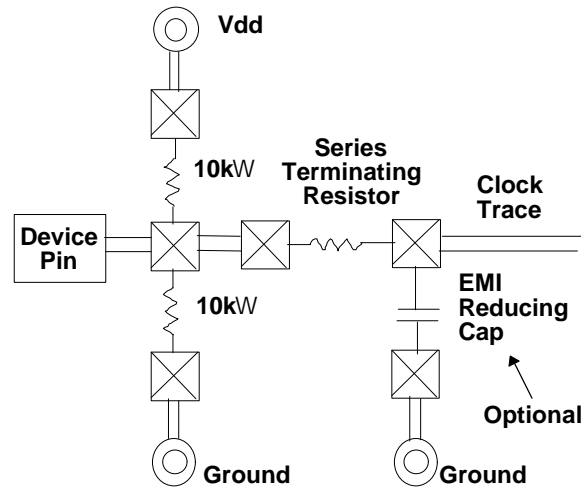 Vdd
10kW
Series
Terminating
Resistor
Clock
Trace
Device
Pin
10kW
EMI
Reducing
Cap
Optional
Ground
Ground